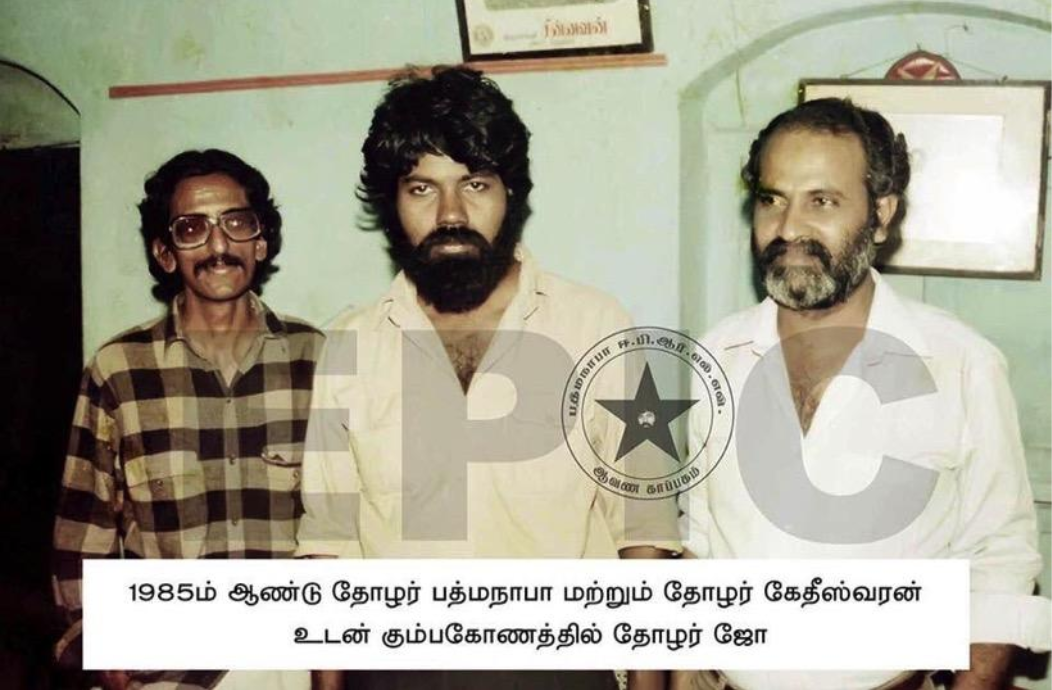 சின்னவன்
EPIC
பத்மநாபா ஈ.பி.ஆர்.எல்.எவ்.
ஆவண காப்பகம்
1985ம் ஆண்டு தோழர் பத்மநாபா மற்றும் தோழர் கேதீஸ்வரன்
உடன் கும்பகோணத்தில் தோழர் ஜோ